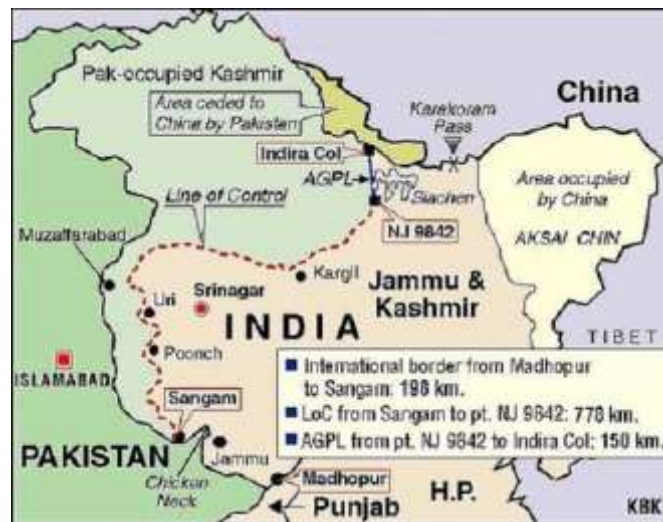 Pak-occupied Kashmir
Area ceded to
China by Pakistan
China
Karakoram
Pass
Indira Col
AGPL
Siachen
Area occupied
by China
AKSAI CHIN
Line of Control
NJ 9842
Muzaffarabad
Kargil
Jammu &
Kashmir
Srinagar
Uri
INDIA
TIBET
Poonch
ISLAMABAD
International border from Madhopur
to Sangam: 198 km.
LoC from Sangam to pt. NJ 9842: 778 km.
AGPL from pt. NJ 9842 to Indira Col: 150 km.
Sangam
PAKISTAN
Jammu
Chicken
Neck
Madhopur
Punjab
H.P.
KBK